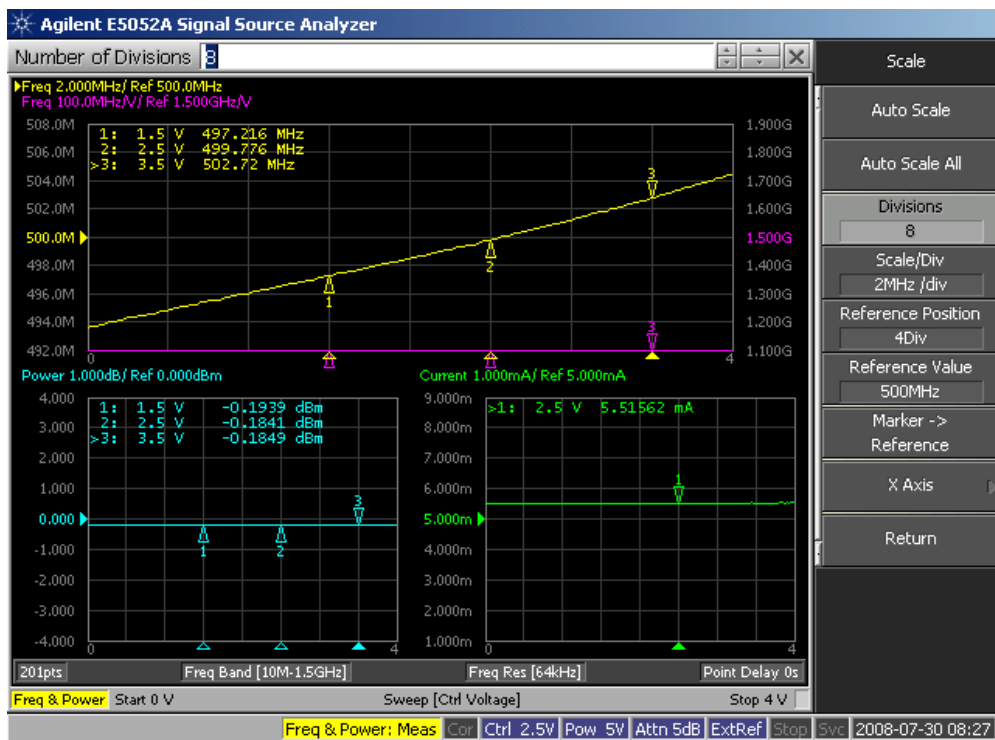 Agilent E5052A Signal Source Analyzer
Number of Divisions 8
Freq 2.000MHz/ Ref 500.0MHz
Freq 100.0MHz/V/ Ref 1.500GHz/V
508.0M
506.0M
504.0M
502.0M
500.0M
498.0M
496.0M
494.0M
492.0M
1: 1.5 V 497.216 MHz
2: 2.5 V 499.776 MHz
>3: 3.5 V 502.72 MHz
1.900G
1.800G
1.700G
1.600G
1.500G
1.400G
1.300G
1.200G
1.100G
1
2
3
3
0
4
Power 1.000dB/ Ref 0.000dBm
4.000
3.000
2.000
1.000
0.000
-1.000
-2.000
-3.000
-4.000
1: 1.5 V -0.1939 dBm
2: 2.5 V -0.1841 dBm
>3: 3.5 V -0.1849 dBm
1
2
3
0
4
Current 1.000mA/ Ref 5.000mA
9.000m
8.000m
7.000m
6.000m
5.000m
4.000m
3.000m
2.000m
1.000m
>1: 2.5 V 5.51562 mA
1
0
4
201pts
Freq Band [10M-1.5GHz]
Freq Res [64kHz]
Point Delay 0s
Freq & Power Start 0 V
Sweep [Ctrl Voltage]
Stop 4 V
Scale
Auto Scale
Auto Scale All
Divisions
8
Scale/Div
2MHz /div
Reference Position
4Div
Reference Value
500MHz
Marker ->
Reference
X Axis
Return
Freq & Power: Meas Cor Ctrl 2.5V Pow 5V Attn 5dB ExtRef Stop Svc 2008-07-30 08:27